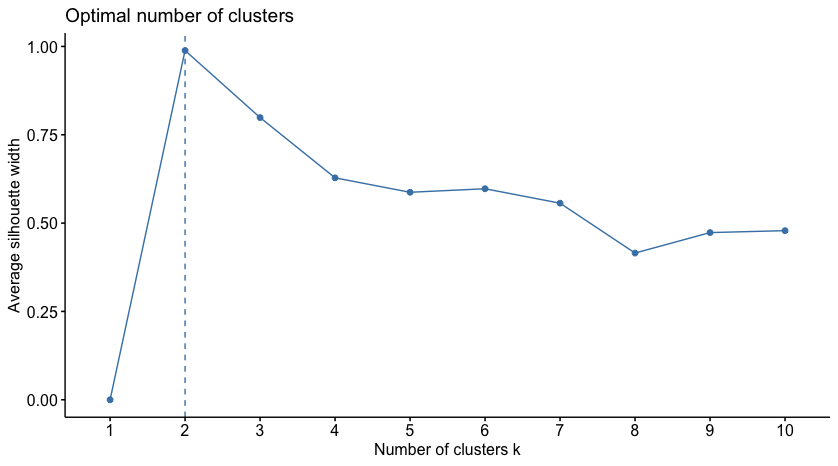 Optimal number of clusters
Average silhouette width
1.00
0.75
0.50
0.25
0.00
1 2 3 4 5 6 7 8 9 10
Number of clusters k